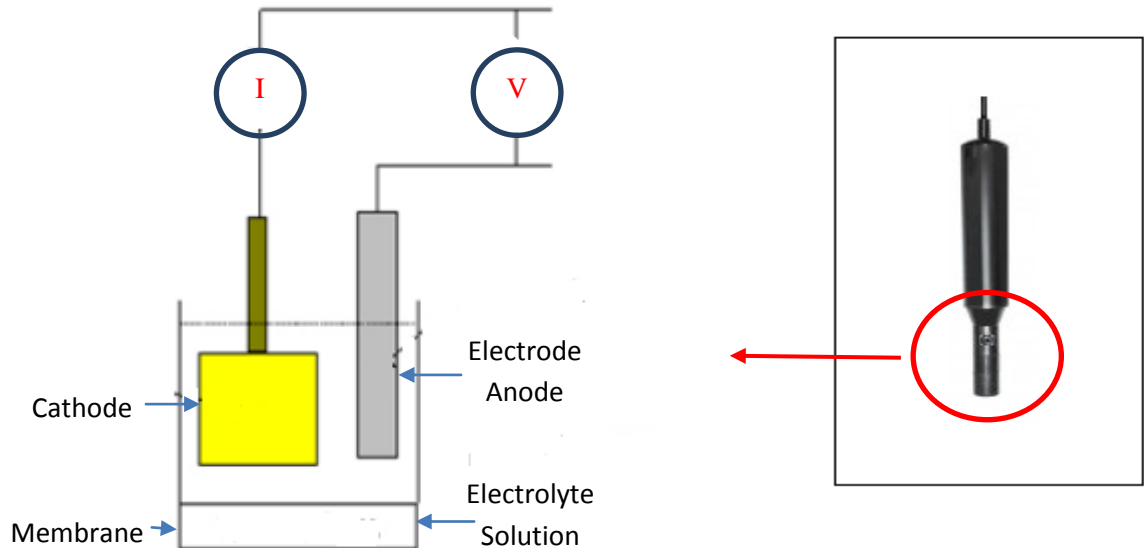 I
V
Electrode
Anode
Cathode
Electrolyte
Solution
Membrane